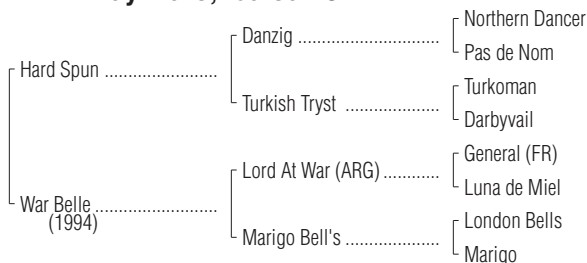 Northern Dancer
Danzig ....................................
Pas de Nom
Hard Spun ............................
Turkoman
Turkish Tryst ........................
Darbyvail
General (FR)
Lord At War (ARG) ..............
Luna de Miel
War Belle ...............................
(1994)
London Bells
Marigo Bell's .........................
Marigo